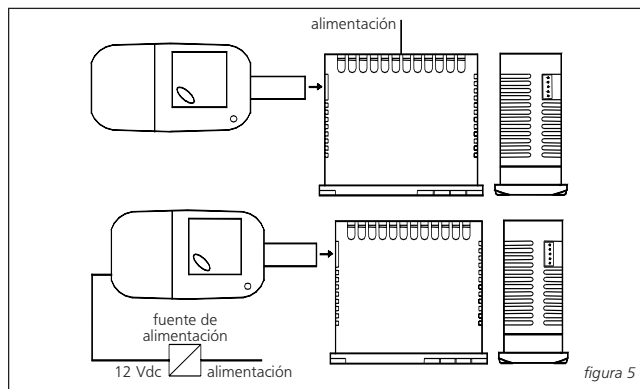 alimentación
fuente de
alimentación
12 Vdc
alimentación
figura 5